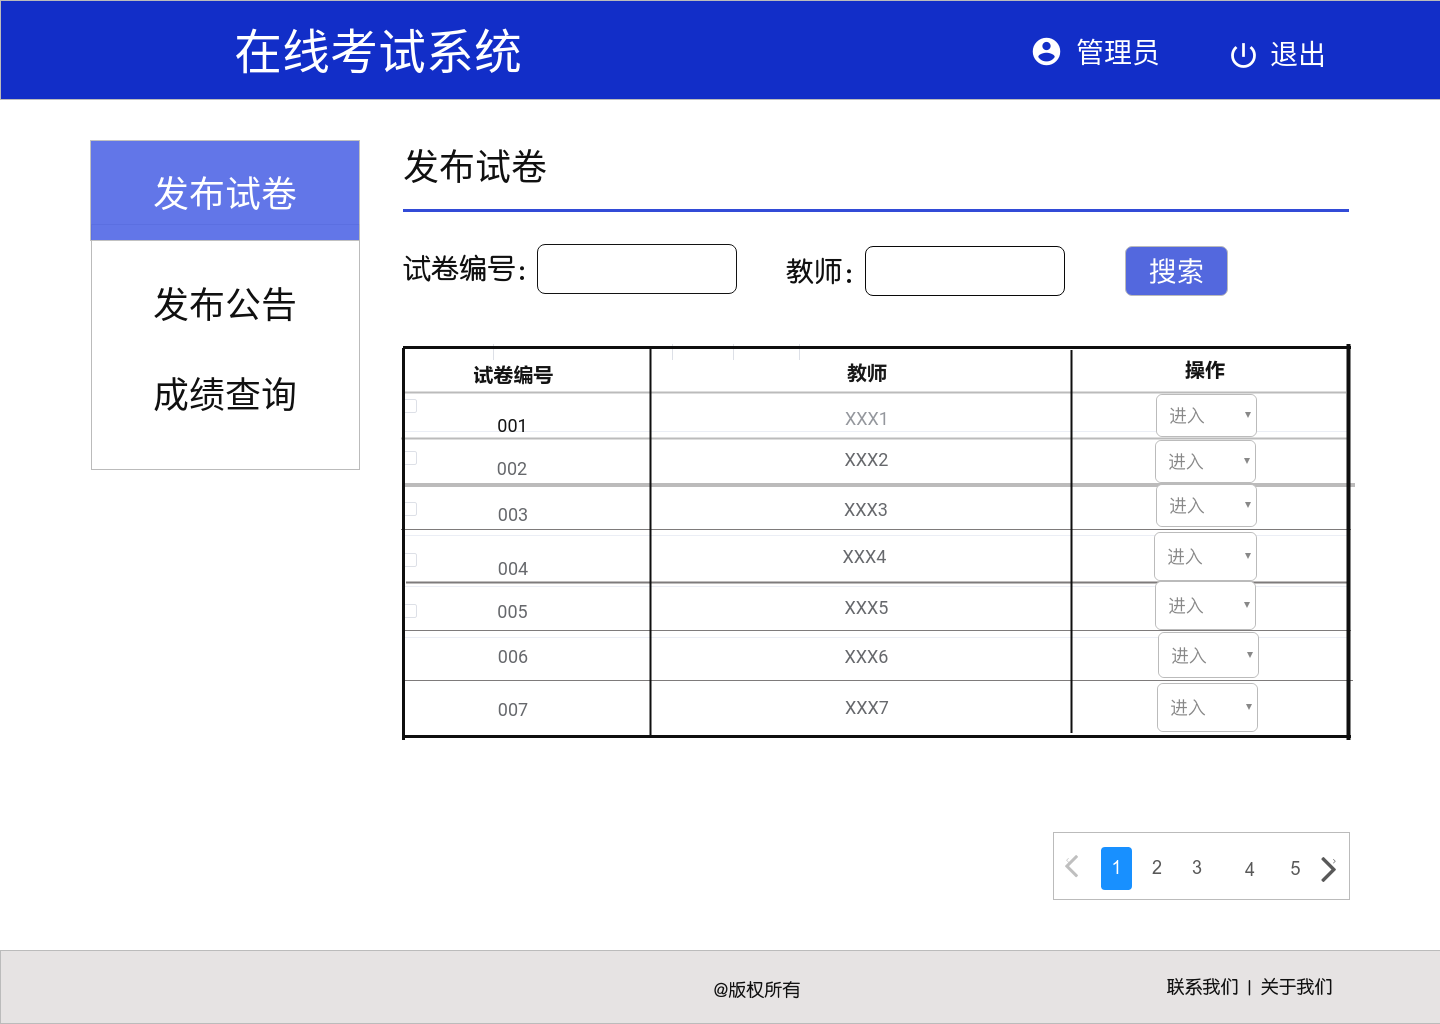 在线考试系统 管理员 退出
发布试卷
发布公告
成绩查询
发布试卷
试卷编号: 教师: 搜索
试卷编号 教师 操作
001 XXX1 进入
002 XXX2 进入
003 XXX3 进入
004 XXX4 进入
005 XXX5 进入
006 XXX6 进入
007 XXX7 进入
1 2 3 4 5
@版权所有 联系我们 | 关于我们